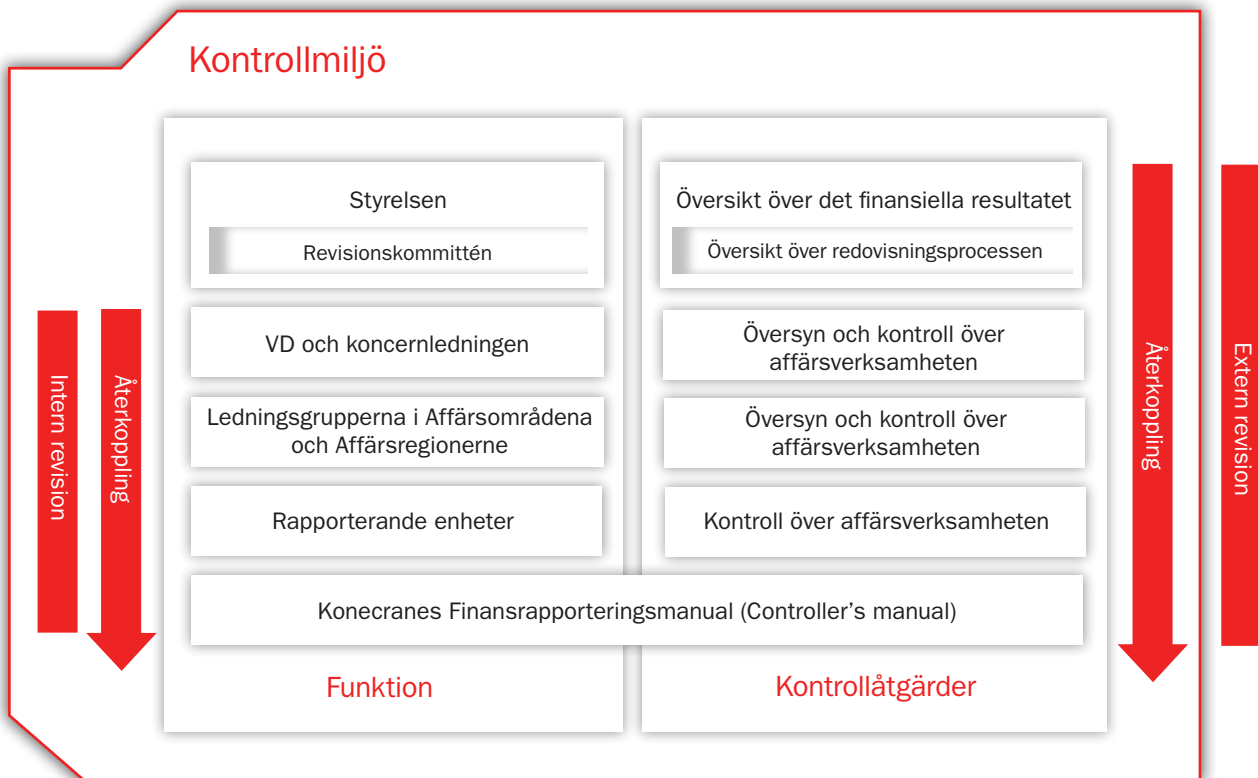 Kontrollmiljö
Styrelsen
Revisionskommittén
VD och koncernledningen
Ledningsgrupperna i Affärsområdena
och Affärsregionerne
Rapporterande enheter
Översikt över det finansiella resultatet
Översikt över redovisningsprocessen
Översyn och kontroll över
affärsverksamheten
Översyn och kontroll över
affärsverksamheten
Kontroll över affärsverksamheten
Konecranes Finansrapporteringsmanual (Controller's manual)
Funktion
Kontrollåtgärder
Intern revision
Återkoppling
Återkoppling
Extern revision